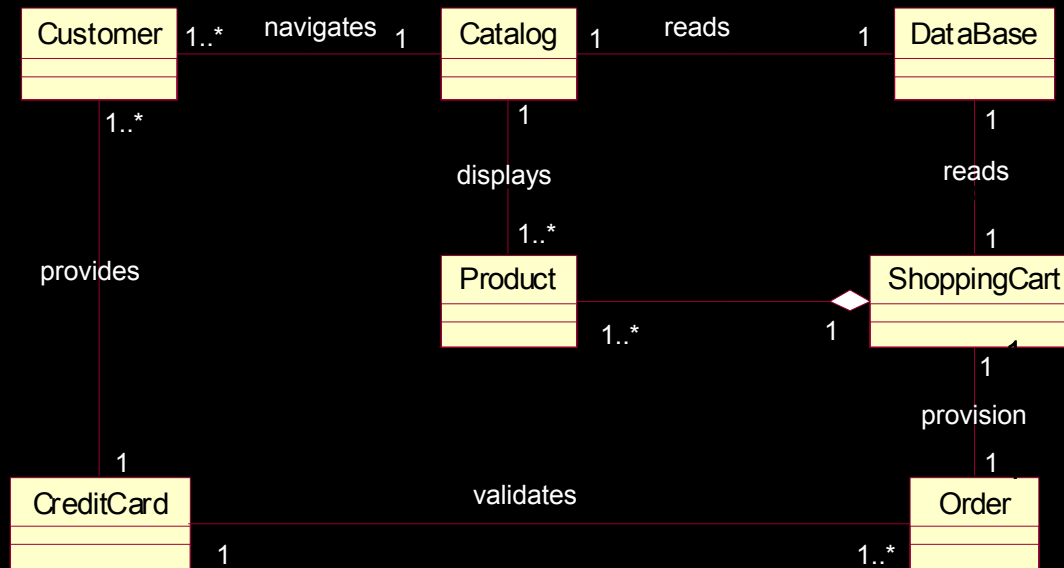 Customer 1..* navigates 1 Catalog 1 reads 1 DataBase
1..* 1 1
displays reads
1..* 1
provides Product ShoppingCart
1..* 1 1
1
provision
1 1
CreditCard validates Order
1 1..*